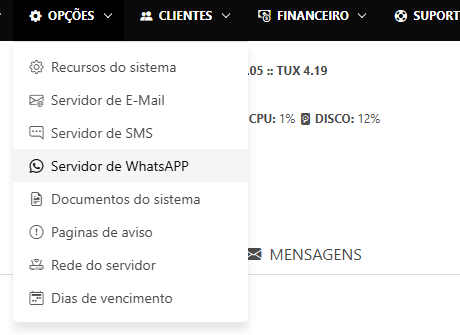 OPÇÕES CLIENTES FINANCEIRO SUPORT
Recursos do sistema
.05 :: TUX 4.19
Servidor de E-Mail
CPU: 1% DISCO: 12%
Servidor de SMS
Servidor de WhatsAPP
Documentos do sistema
Paginas de aviso
MENSAGENS
Rede do servidor
Dias de vencimento